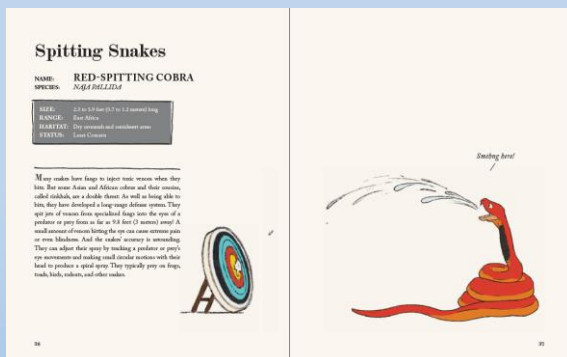 Spitting Snakes
NAME: RED-SPITTING COBRA
SPECIES: NAJA PALLIDA
SIZE: 2.3 to 3.9 feet (0.7 to 1.2 meters) long
RANGE: East Africa
HABITAT: Dry savannah and semidesert areas
STATUS: Least Concern
Many snakes have fangs to inject toxic venom when they
bite. But some Asian and African cobras and their cousins,
called rinkhals, are a double threat: As well as being able to
bite, they have developed a long-range defense system. They
spit jets of venom from specialized fangs into the eyes of a
predator or prey from as far as 9.8 feet (3 meters) away! A
small amount of venom hitting the eye can cause extreme pain
or even blindness. And the snakes' accuracy is astounding.
They can adjust their spray by tracking a predator or prey's
eye movements and making small circular motions with their
head to produce a spiral spray. They typically prey on frogs,
toads, birds, rodents, and other snakes.
here!